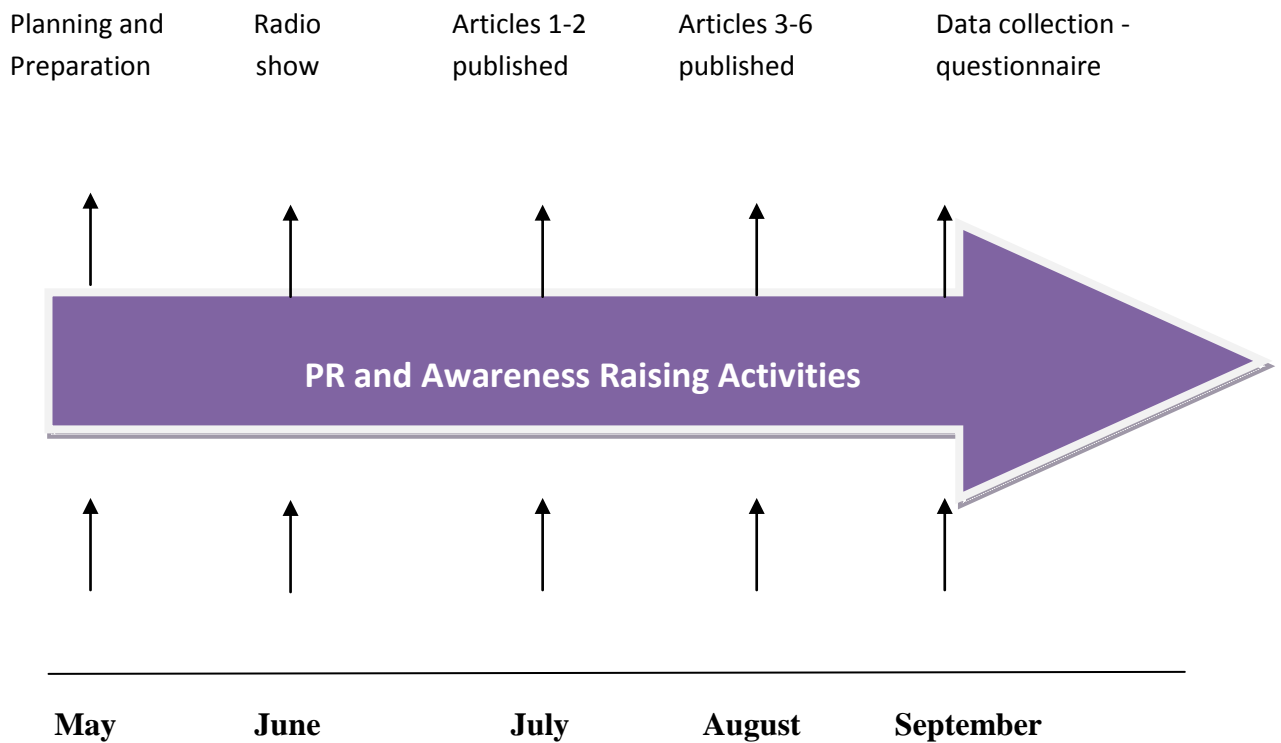 Planning and Preparation
Radio show
Articles 1-2 published
Articles 3-6 published
Data collection - questionnaire
PR and Awareness Raising Activities
May June July August September